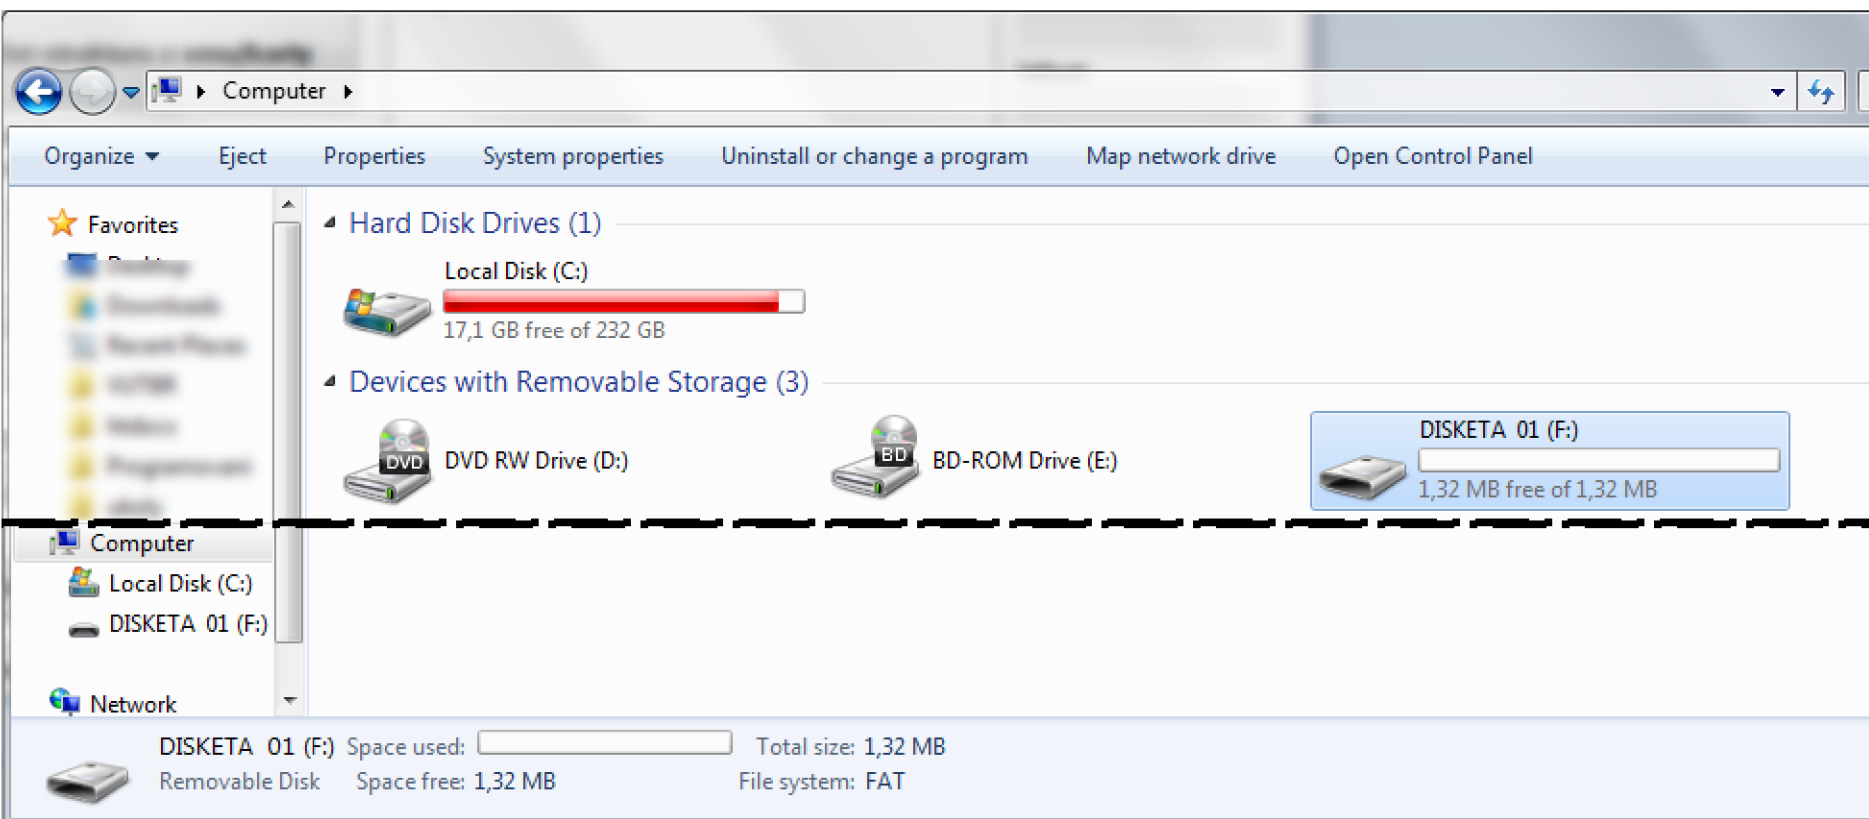 Computer
Organize Eject Properties System properties Uninstall or change a program Map network drive Open Control Panel
Favorites
Desktop
Downloads
Recent Places
Computer
Local Disk (C:)
DISKETA 01 (F:)
Network
Hard Disk Drives (1)
Local Disk (C:)
17,1 GB free of 232 GB
Devices with Removable Storage (3)
DVD
DVD RW Drive (D:)
BD
BD-ROM Drive (E:)
DISKETA 01 (F:)
1,32 MB free of 1,32 MB
DISKETA 01 (F:) Space used: Total size: 1,32 MB
Removable Disk Space free: 1,32 MB File system: FAT